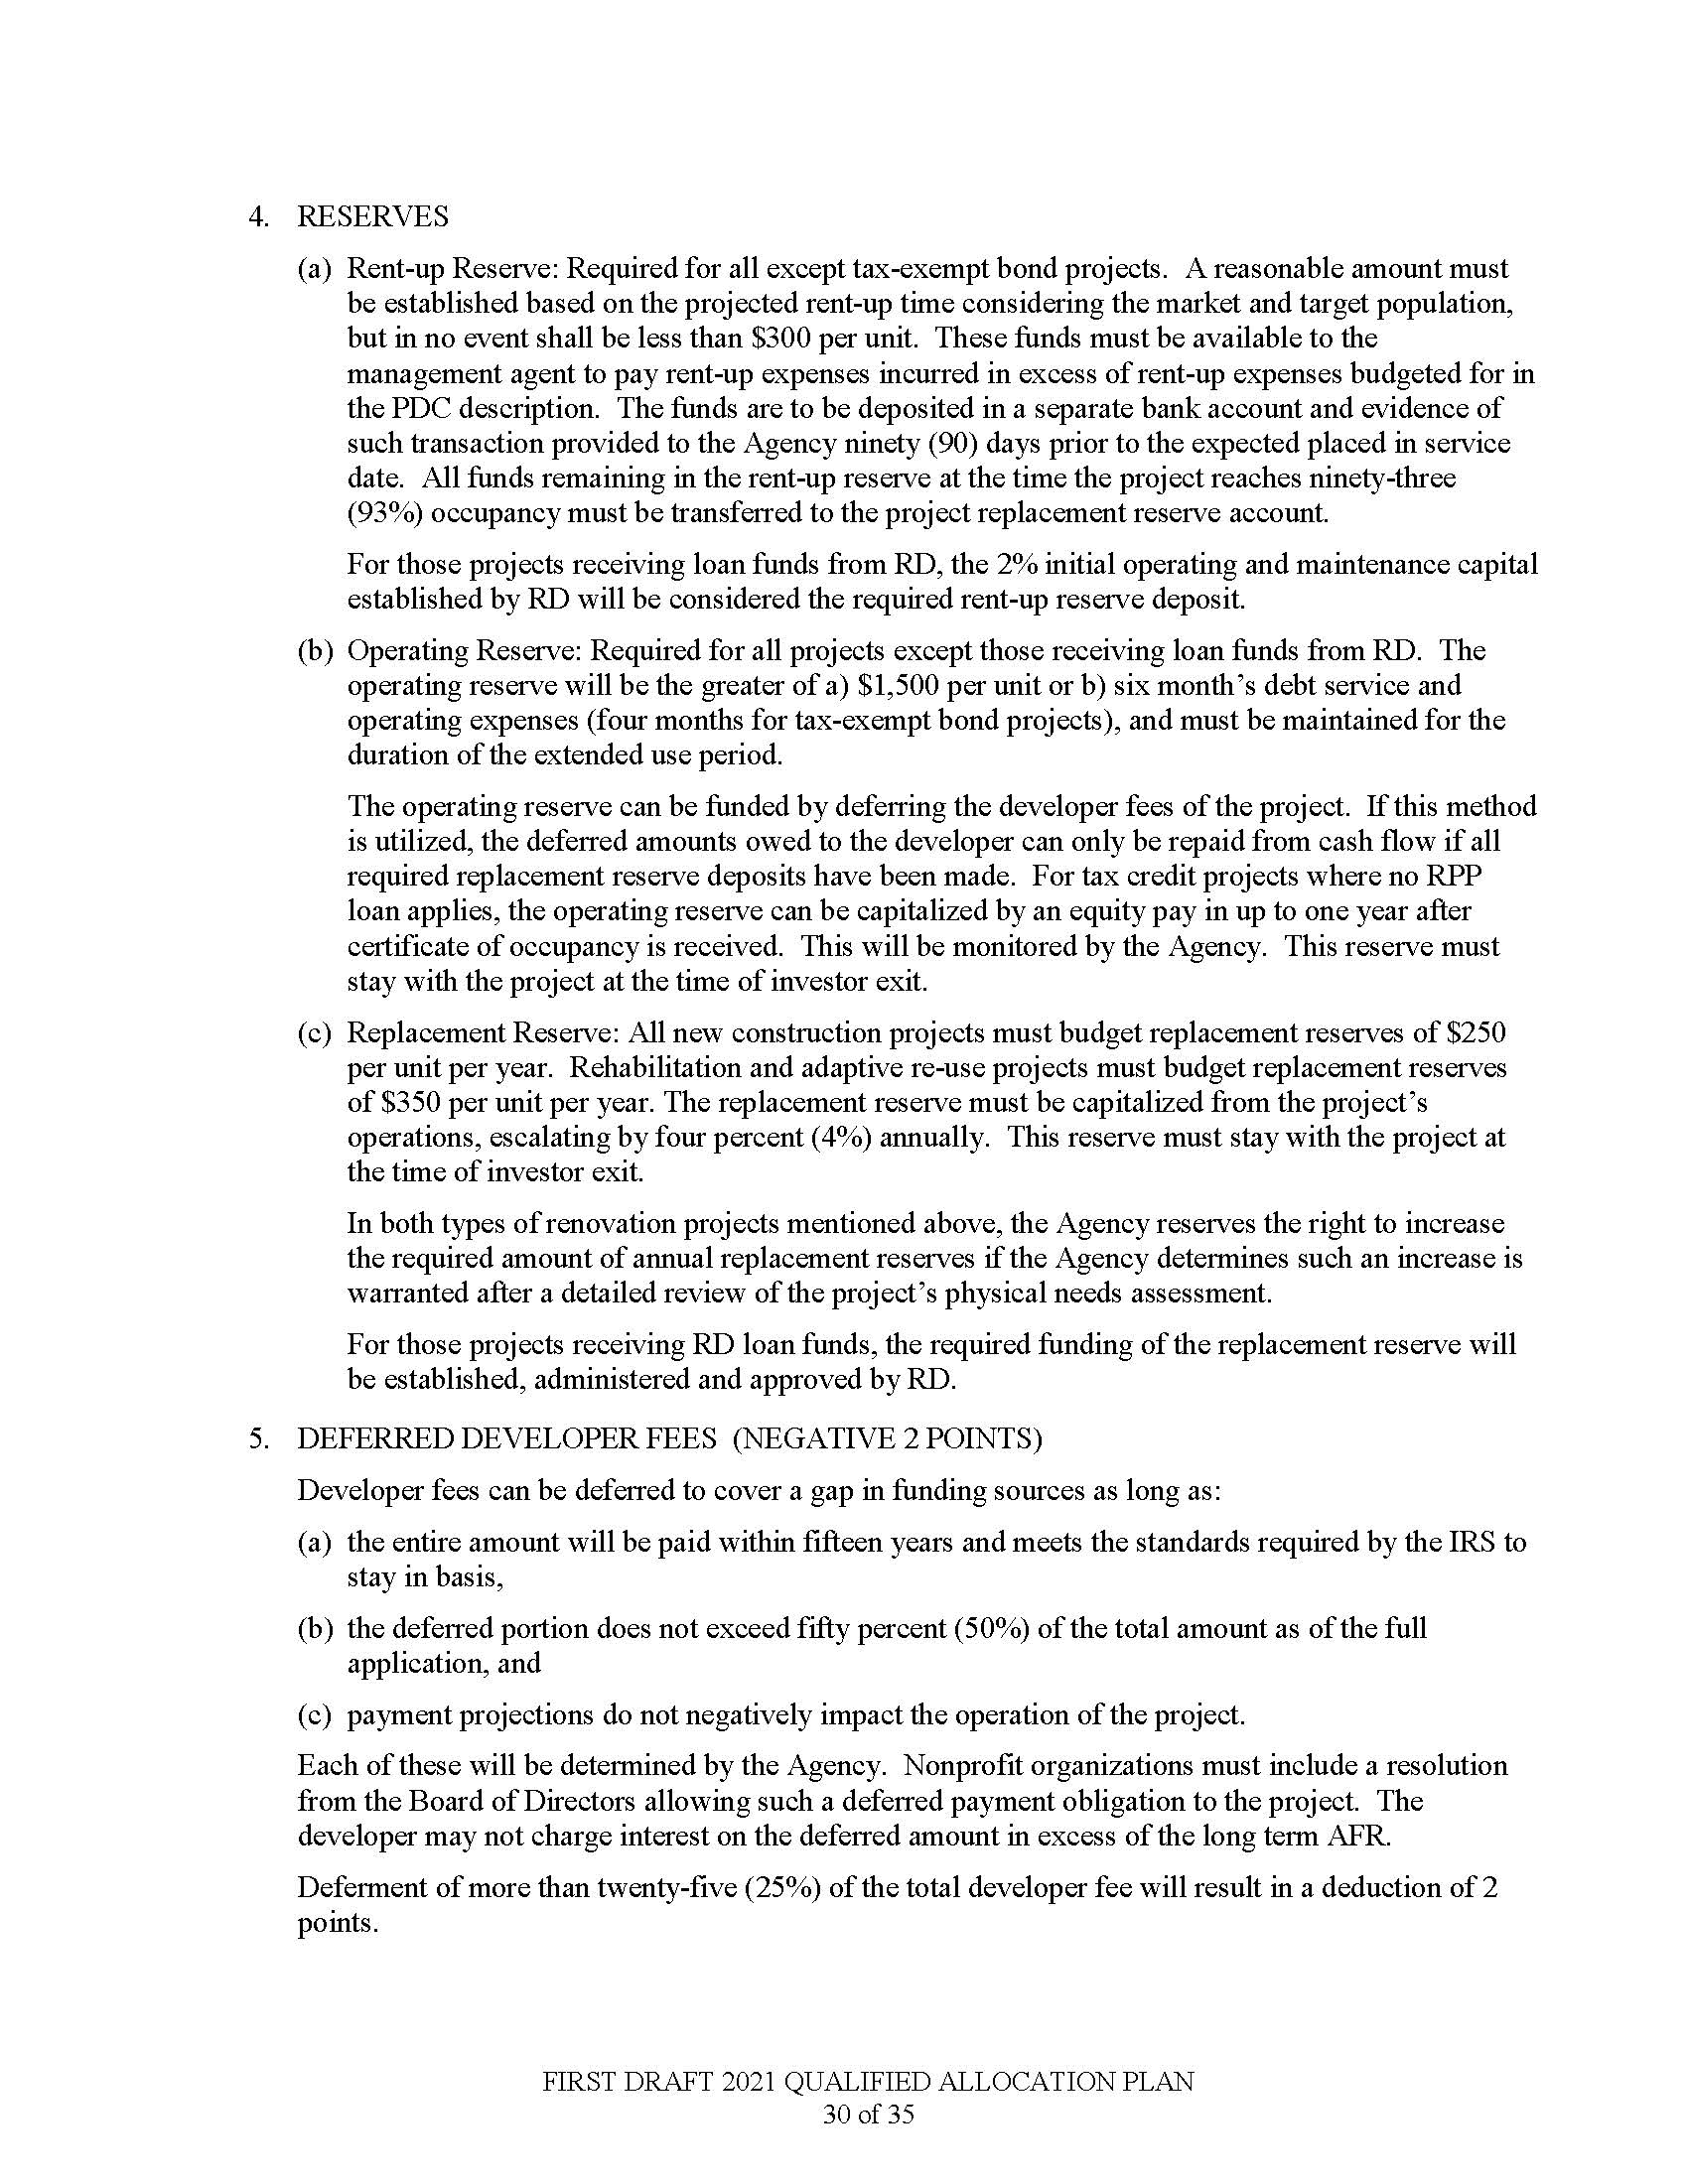 4. RESERVES
(a) Rent-up Reserve: Required for all except tax-exempt bond projects.  A reasonable amount must
be established based on the projected rent-up time considering the market and target population,
but in no event shall be less than $300 per unit.  These funds must be available to the
management agent to pay rent-up expenses incurred in excess of rent-up expenses budgeted for in
the PDC description.  The funds are to be deposited in a separate bank account and evidence of
such transaction provided to the Agency ninety (90) days prior to the expected placed in service
date.  All funds remaining in the rent-up reserve at the time the project reaches ninety-three
(93%) occupancy must be transferred to the project replacement reserve account.
For those projects receiving loan funds from RD, the 2% initial operating and maintenance capital
established by RD will be considered the required rent-up reserve deposit.
(b) Operating Reserve: Required for all projects except those receiving loan funds from RD.  The
operating reserve will be the greater of a) $1,500 per unit or b) six month’s debt service and
operating expenses (four months for tax-exempt bond projects), and must be maintained for the
duration of the extended use period.
The operating reserve can be funded by deferring the developer fees of the project.  If this method
is utilized, the deferred amounts owed to the developer can only be repaid from cash flow if all
required replacement reserve deposits have been made.  For tax credit projects where no RPP
loan applies, the operating reserve can be capitalized by an equity pay in up to one year after
certificate of occupancy is received.  This will be monitored by the Agency.  This reserve must
stay with the project at the time of investor exit.
(c) Replacement Reserve: All new construction projects must budget replacement reserves of $250
per unit per year.  Rehabilitation and adaptive re-use projects must budget replacement reserves
of $350 per unit per year. The replacement reserve must be capitalized from the project’s
operations, escalating by four percent (4%) annually.  This reserve must stay with the project at
the time of investor exit.
In both types of renovation projects mentioned above, the Agency reserves the right to increase
the required amount of annual replacement reserves if the Agency determines such an increase is
warranted after a detailed review of the project’s physical needs assessment.
For those projects receiving RD loan funds, the required funding of the replacement reserve will
be established, administered and approved by RD.
5. DEFERRED DEVELOPER FEES  (NEGATIVE 2 POINTS)
Developer fees can be deferred to cover a gap in funding sources as long as:
(a) the entire amount will be paid within fifteen years and meets the standards required by the IRS to
stay in basis,
(b) the deferred portion does not exceed fifty percent (50%) of the total amount as of the full
application, and
(c) payment projections do not negatively impact the operation of the project.
Each of these will be determined by the Agency.  Nonprofit organizations must include a resolution
from the Board of Directors allowing such a deferred payment obligation to the project.  The
developer may not charge interest on the deferred amount in excess of the long term AFR.
Deferment of more than twenty-five (25%) of the total developer fee will result in a deduction of 2
points.
FIRST DRAFT 2021 QUALIFIED ALLOCATION PLAN
30 of 35